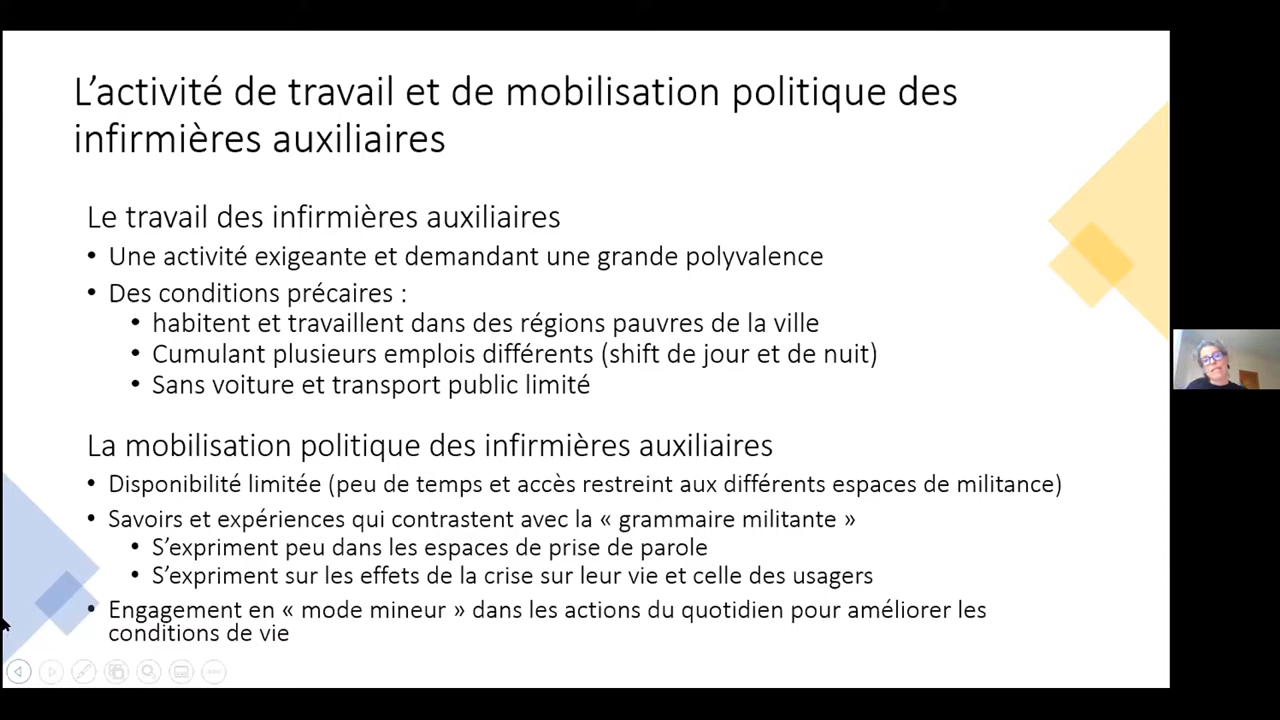 L’activité de travail et de mobilisation politique des
infirmières auxiliaires
Le travail des infirmières auxiliaires
• Une activité exigeante et demandant une grande polyvalence
• Des conditions précaires :
• habitent et travaillent dans des régions pauvres de la ville
• Cumulant plusieurs emplois différents (shift de jour et de nuit)
• Sans voiture et transport public limité
La mobilisation politique des infirmières auxiliaires
• Disponibilité limitée (peu de temps et accès restreint aux différents espaces de militance)
• Savoirs et expériences qui contrastent avec la « grammaire militante »
• S’expriment peu dans les espaces de prise de parole
• S’expriment sur les effets de la crise sur leur vie et celle des usagers
• Engagement en « mode mineur » dans les actions du quotidien pour améliorer les
conditions de vie